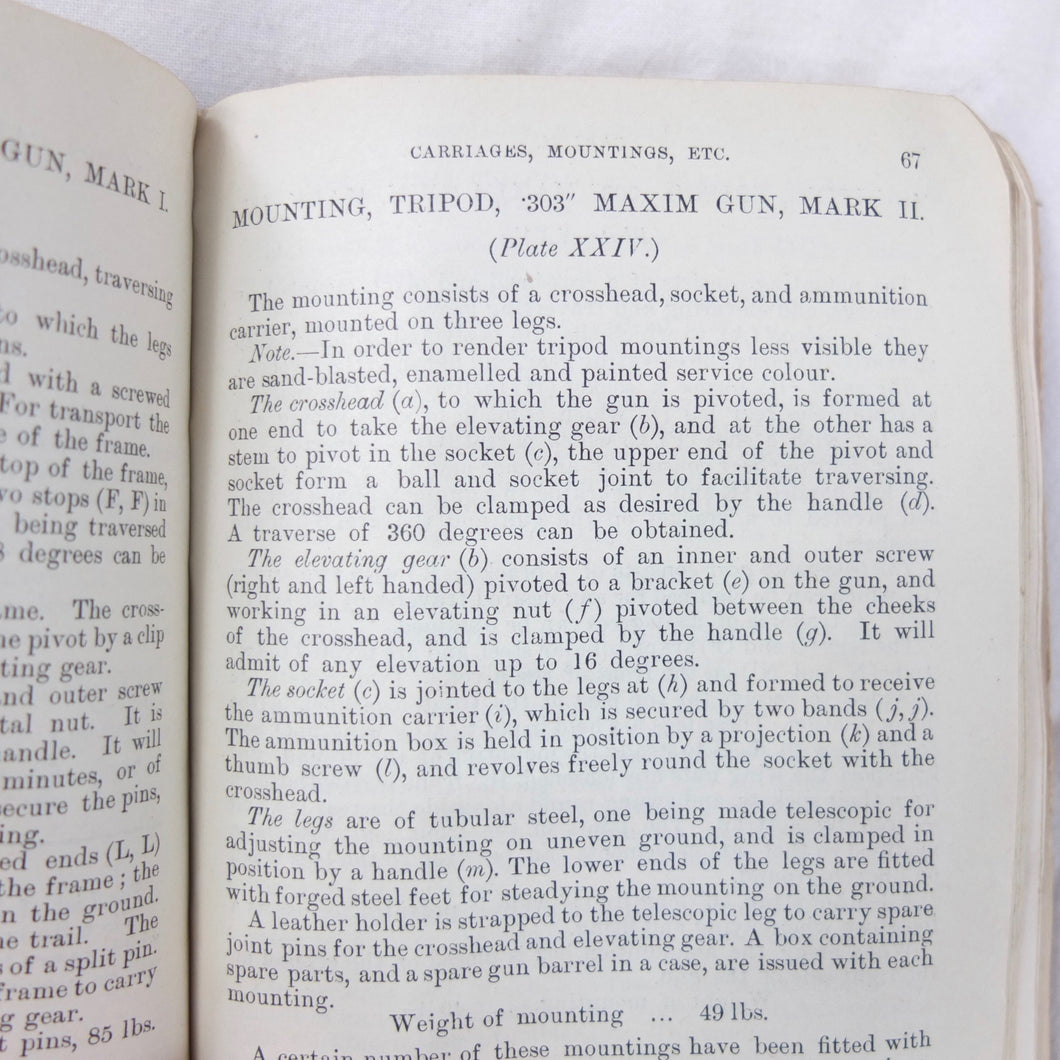 GUN, MARK I.
crosshead, traversing
to which the legs
with a screwed
For transport the
of the frame.
top of the frame,
stops (F, F) in
being traversed
degrees can be
The cross-
pivot by a clip
gear.
and outer screw
nut. It is
handle. It will
minutes, or of
secure the pins,
ends (L, L)
the frame; the
the ground.
trail. The
of a split pin.
frame to carry
gear.
pins, 85 lbs.
CARRIAGES, MOUNTINGS, ETC. 67
MOUNTING, TRIPOD, ·303″ MAXIM GUN, MARK II.
(Plate XXIV.)
The mounting consists of a crosshead, socket, and ammunition
carrier, mounted on three legs.
Note.—In order to render tripod mountings less visible they
are sand-blasted, enamelled and painted service colour.
The crosshead (a), to which the gun is pivoted, is formed at
one end to take the elevating gear (b), and at the other has a
stem to pivot in the socket (c), the upper end of the pivot and
socket form a ball and socket joint to facilitate traversing.
The crosshead can be clamped as desired by the handle (d).
A traverse of 360 degrees can be obtained.
The elevating gear (b) consists of an inner and outer screw
(right and left handed) pivoted to a bracket (e) on the gun, and
working in an elevating nut (f) pivoted between the cheeks
of the crosshead, and is clamped by the handle (g). It will
admit of any elevation up to 16 degrees.
The socket (c) is jointed to the legs at (h) and formed to receive
the ammunition carrier (i), which is secured by two bands (j, j).
The ammunition box is held in position by a projection (k) and a
thumb screw (l), and revolves freely round the socket with the
crosshead.
The legs are of tubular steel, one being made telescopic for
adjusting the mounting on uneven ground, and is clamped in
position by a handle (m). The lower ends of the legs are fitted
with forged steel feet for steadying the mounting on the ground.
A leather holder is strapped to the telescopic leg to carry spare
joint pins for the crosshead and elevating gear. A box containing
spare parts, and a spare gun barrel in a case, are issued with each
mounting.
Weight of mounting ... 49 lbs.
A certain number of these mountings have been fitted with